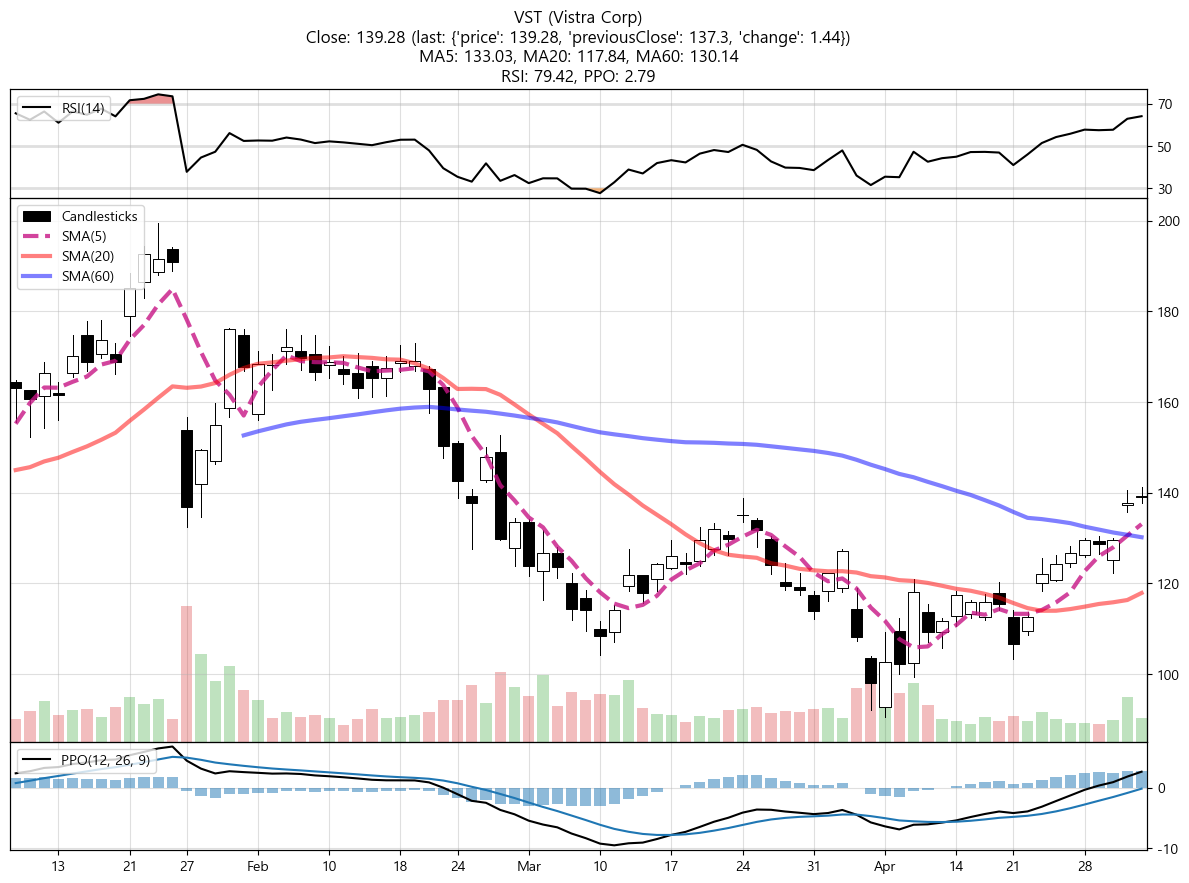 VST (Vistra Corp)
Close: 139.28 (last: {'price': 139.28, 'previousClose': 137.3, 'change': 1.44})
MA5: 133.03, MA20: 117.84, MA60: 130.14
RSI: 79.42, PPO: 2.79
RSI(14)
70
50
30
Candlesticks
SMA(5)
SMA(20)
SMA(60)
200
180
160
140
120
100
PPO(12, 26, 9)
0
-10
13 21 27 Feb 10 18 24 Mar 10 17 24 31 Apr 14 21 28